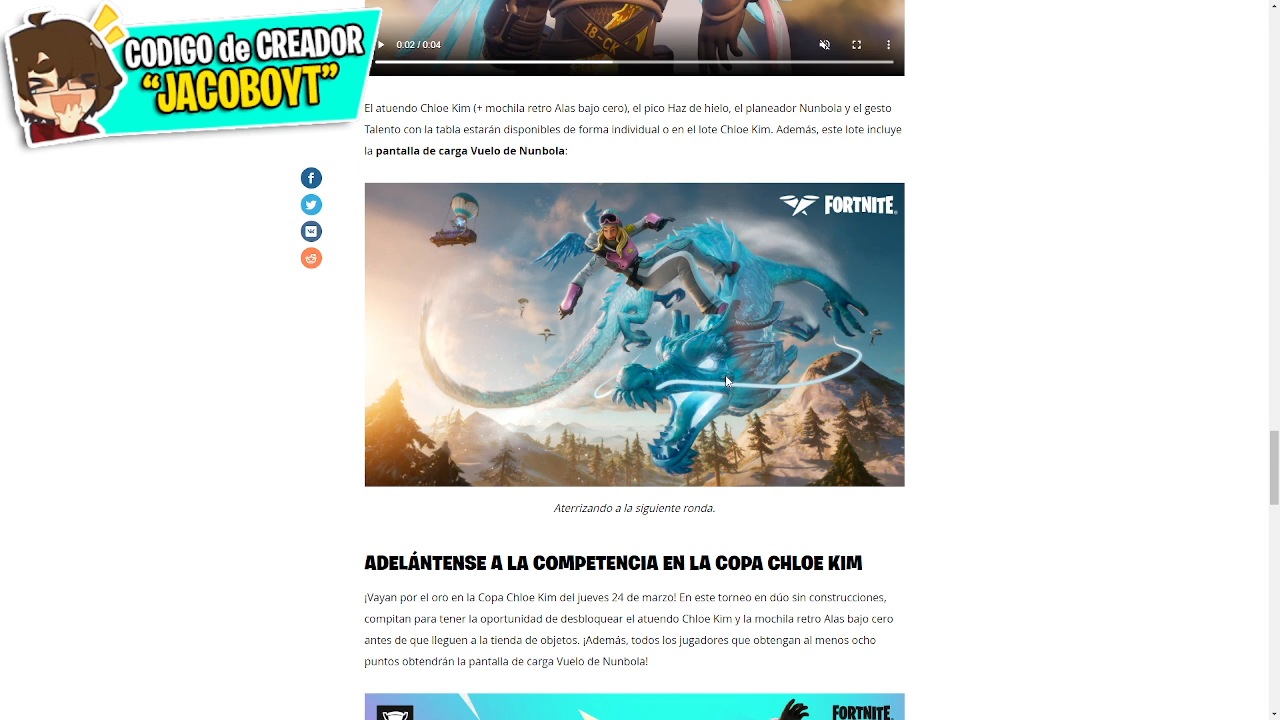 CODIGO de CREADOR
“JACOBOYT”
18-CK
0:02 / 0:04
El atuendo Chloe Kim (+ mochila retro Alas bajo cero), el pico Haz de hielo, el planeador Nunbola y el gesto
Talento con la tabla estarán disponibles de forma individual o en el lote Chloe Kim. Además, este lote incluye
la pantalla de carga Vuelo de Nunbola:
FORTNITE
Aterrizando a la siguiente ronda.
ADELÁNTENSE A LA COMPETENCIA EN LA COPA CHLOE KIM
¡Vayan por el oro en la Copa Chloe Kim del jueves 24 de marzo! En este torneo en dúo sin construcciones,
compitan para tener la oportunidad de desbloquear el atuendo Chloe Kim y la mochila retro Alas bajo cero
antes de que lleguen a la tienda de objetos. ¡Además, todos los jugadores que obtengan al menos ocho
puntos obtendrán la pantalla de carga Vuelo de Nunbola!
FORTNITE